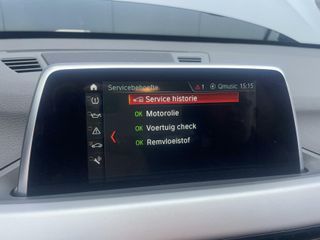 Servicebehoefte 1 Qmusic 15:15
Service historie
OK Motorolie
OK Voertuig check
OK Remvloeistof